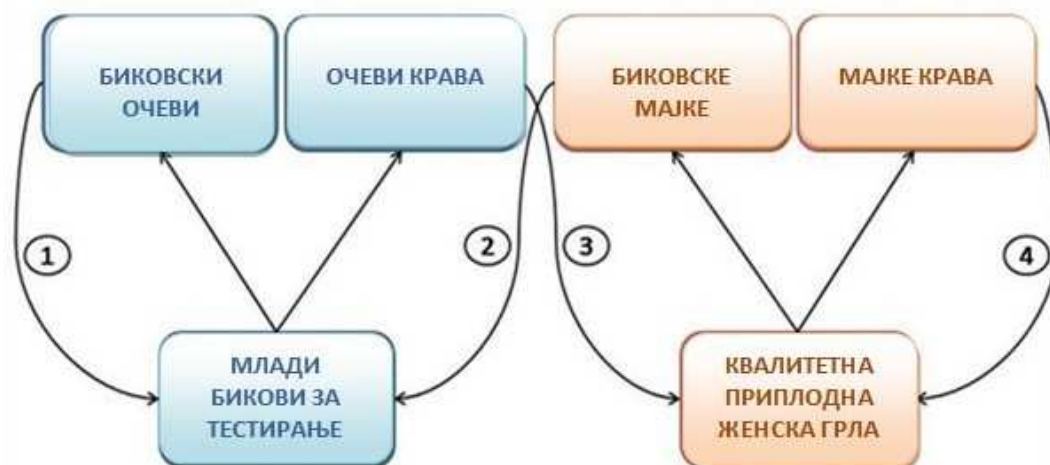 БИКОВСКИ
ОЧЕВИ
ОЧЕВИ КРАВА
БИКОВСКЕ
МАЈКЕ
МАЈКЕ КРАВА
1
2
3
4
МЛАДИ
БИКОВИ ЗА
ТЕСТИРАЊЕ
КВАЛИТЕТНА
ПРИПЛОДНА
ЖЕНСКА ГРЛА